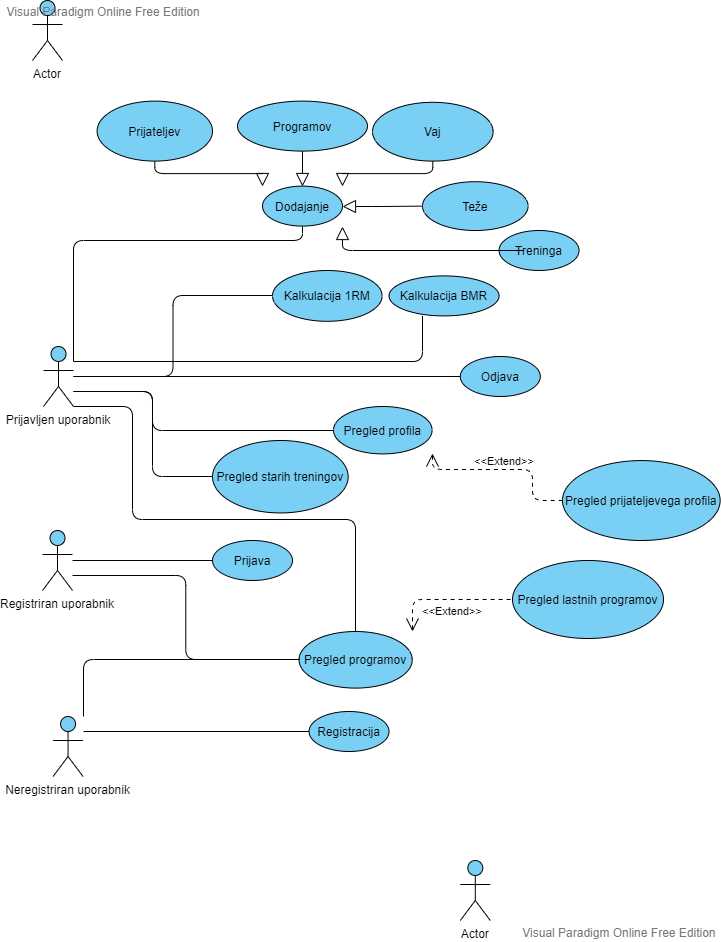 Visual Paradigm Online Free Edition
Actor
Prijateljev
Programov
Vaj
Dodajanje
Teže
Treninga
Kalkulacija 1RM
Kalkulacija BMR
Odjava
Prijavljen uporabnik
Pregled profila
<<Extend>>
Pregled starih treningov
Pregled prijateljevega profila
Prijava
Registriran uporabnik
Pregled lastnih programov
<<Extend>>
Pregled programov
Registracija
Neregistriran uporabnik
Actor
Visual Paradigm Online Free Edition